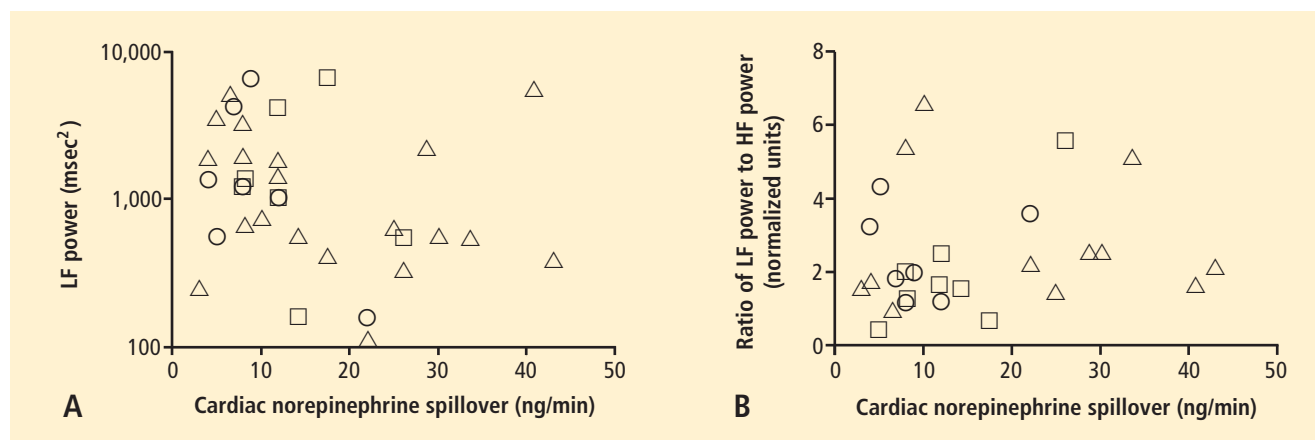 10,000
1,000
100
LF power (msec²)
0 10 20 30 40 50
A Cardiac norepinephrine spillover (ng/min)
8
6
4
2
0
Ratio of LF power to HF power
(normalized units)
0 10 20 30 40 50
B Cardiac norepinephrine spillover (ng/min)